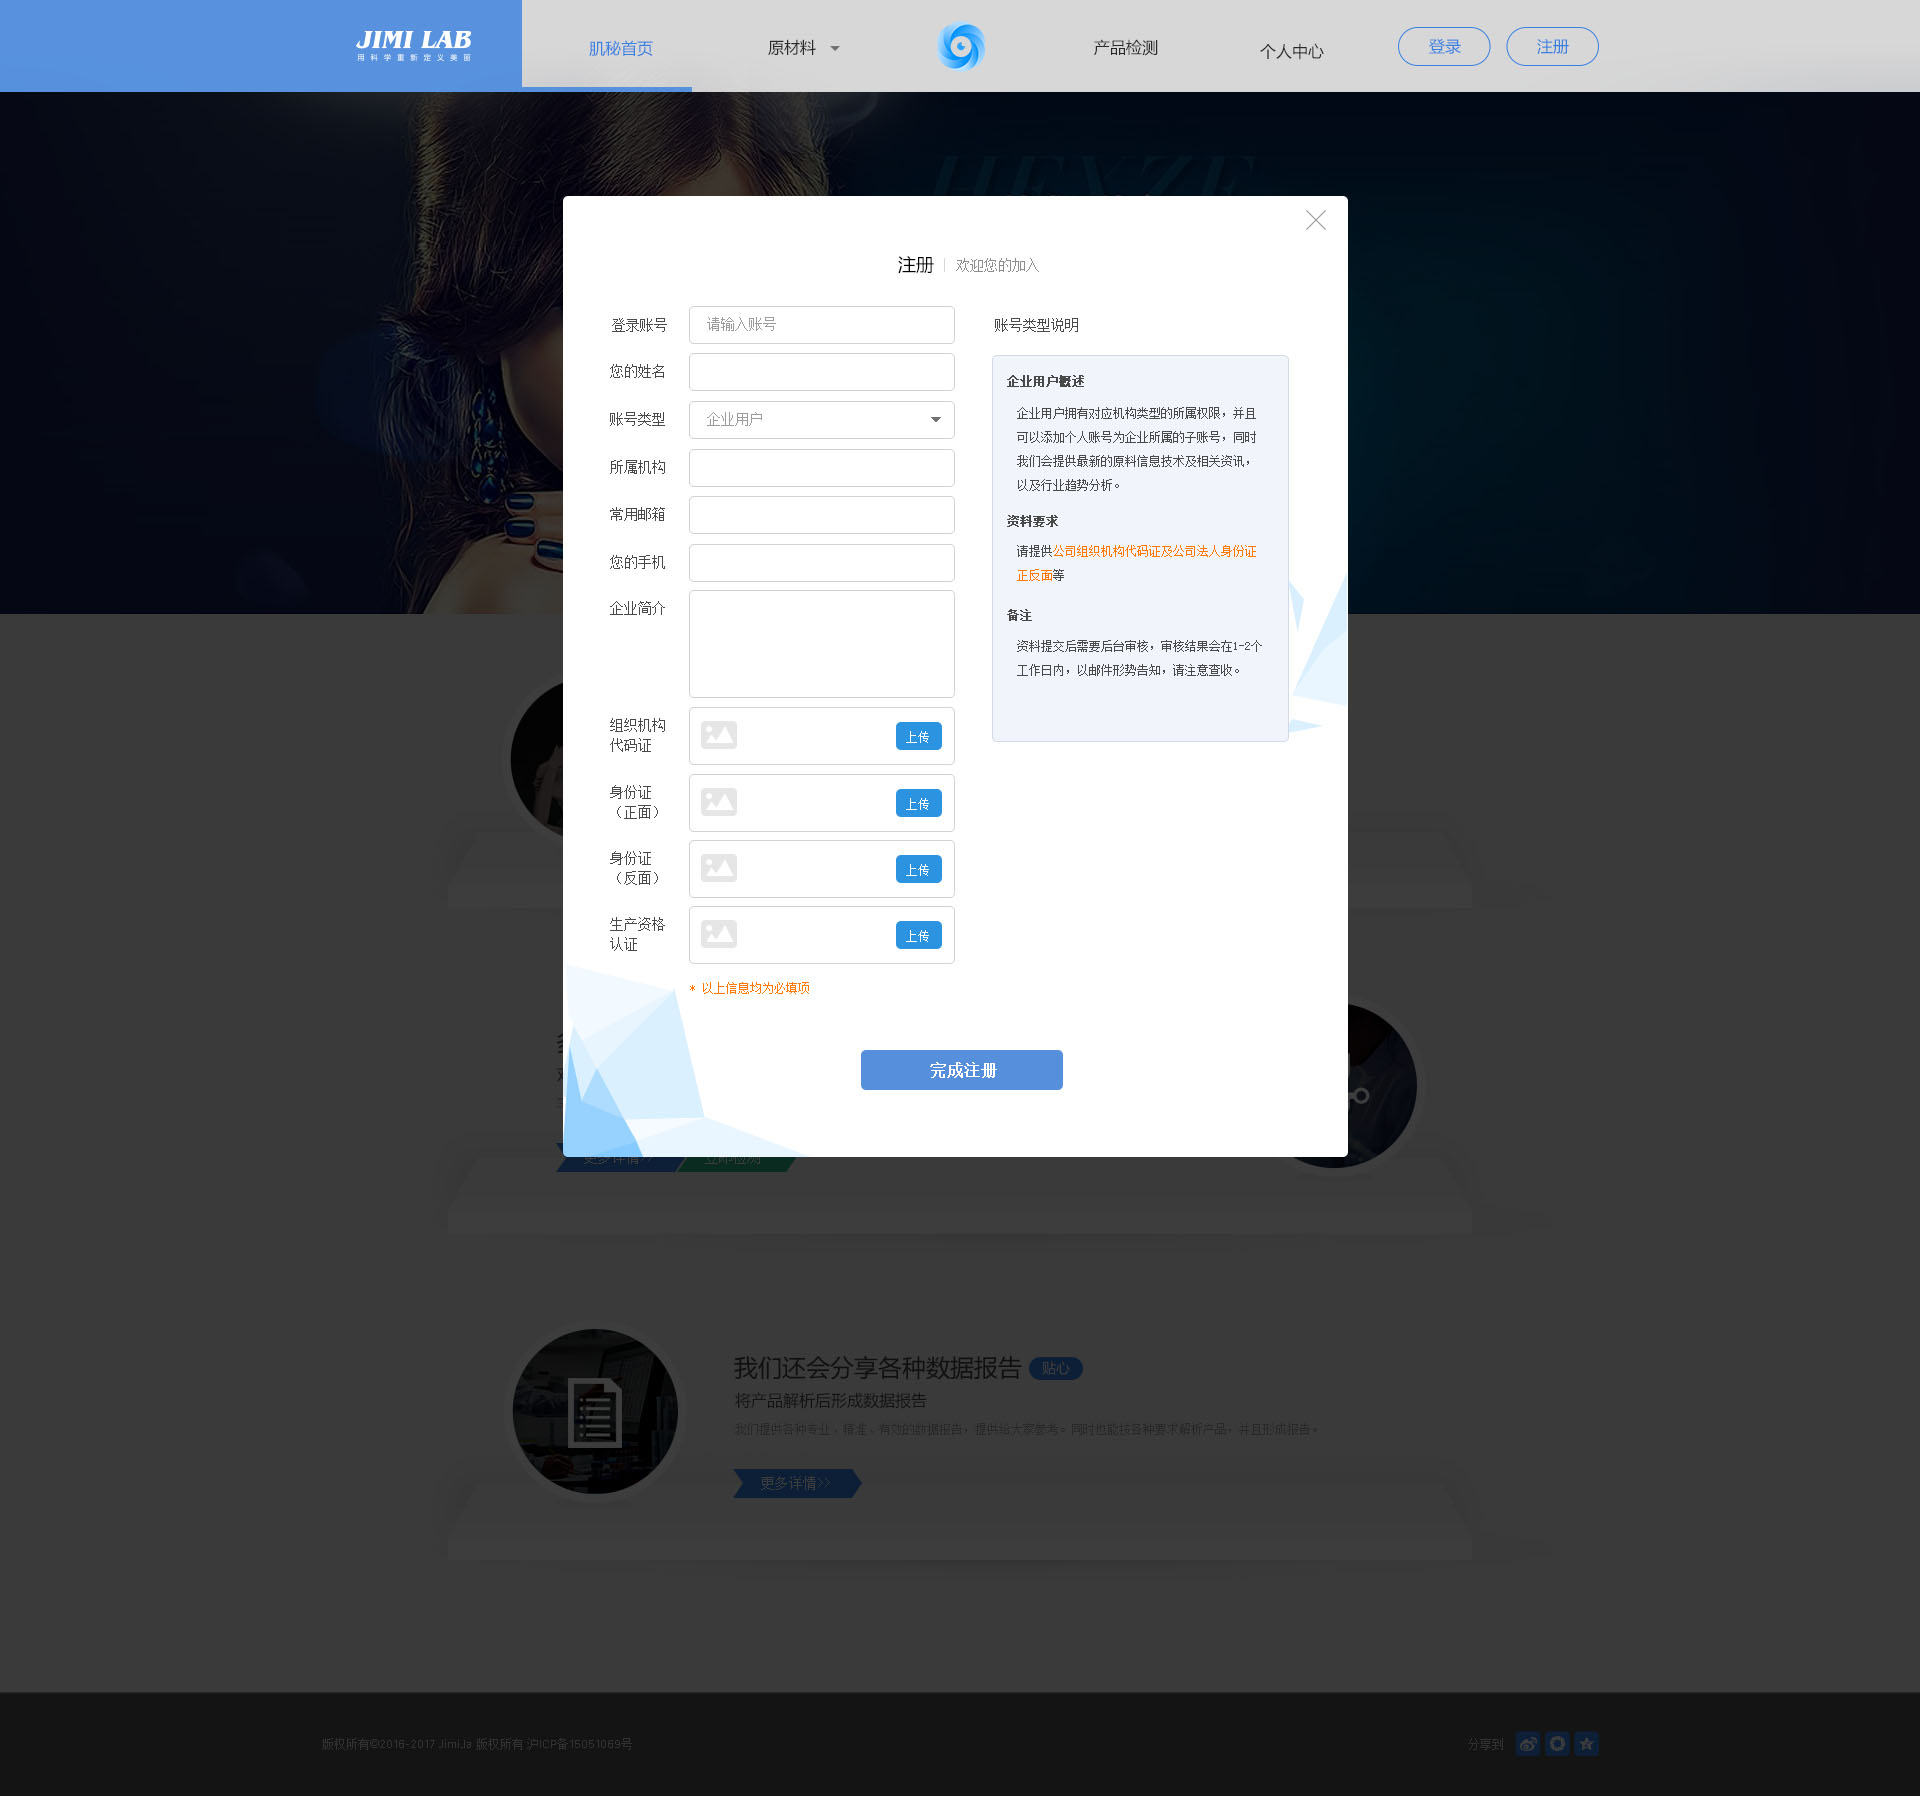 JIMI LAB
用科学重新定义美丽
肌秘首页
原材料
产品检测
个人中心
登录
注册
HEYZE
注册
欢迎您的加入
登录账号
请输入账号
您的姓名
账号类型
企业用户
所属机构
常用邮箱
您的手机
企业简介
组织机构
代码证
上传
身份证
（正面）
上传
身份证
（反面）
上传
生产资格
认证
上传
* 以上信息均为必填项
账号类型说明
企业用户概述
企业用户拥有对应机构类型的所属权限，并且
可以添加个人账号为企业所属的子账号，同时
我们会提供最新的原料信息技术及相关资讯，
以及行业趋势分析。
资料要求
请提供公司组织机构代码证及公司法人身份证
正反面等
备注
资料提交后需要后台审核，审核结果会在1-2个
工作日内，以邮件形势告知，请注意查收。
完成注册
更多详情>>
立即检测
我们还会分享各种数据报告
贴心
将产品解析后形成数据报告
我们提供各种专业、精准、有效的数据报告，提供给大家参考。同时也能按各种要求解析产品，并且形成报告。
更多详情>>
版权所有©2016-2017 Jimi.la 版权所有 沪ICP备15051069号
分享到